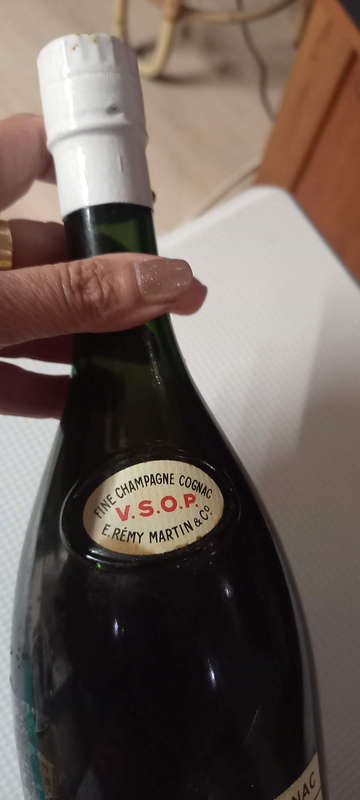 FINE CHAMPAGNE COGNAC
V.S.O.P.
E. RÉMY MARTIN & Cº